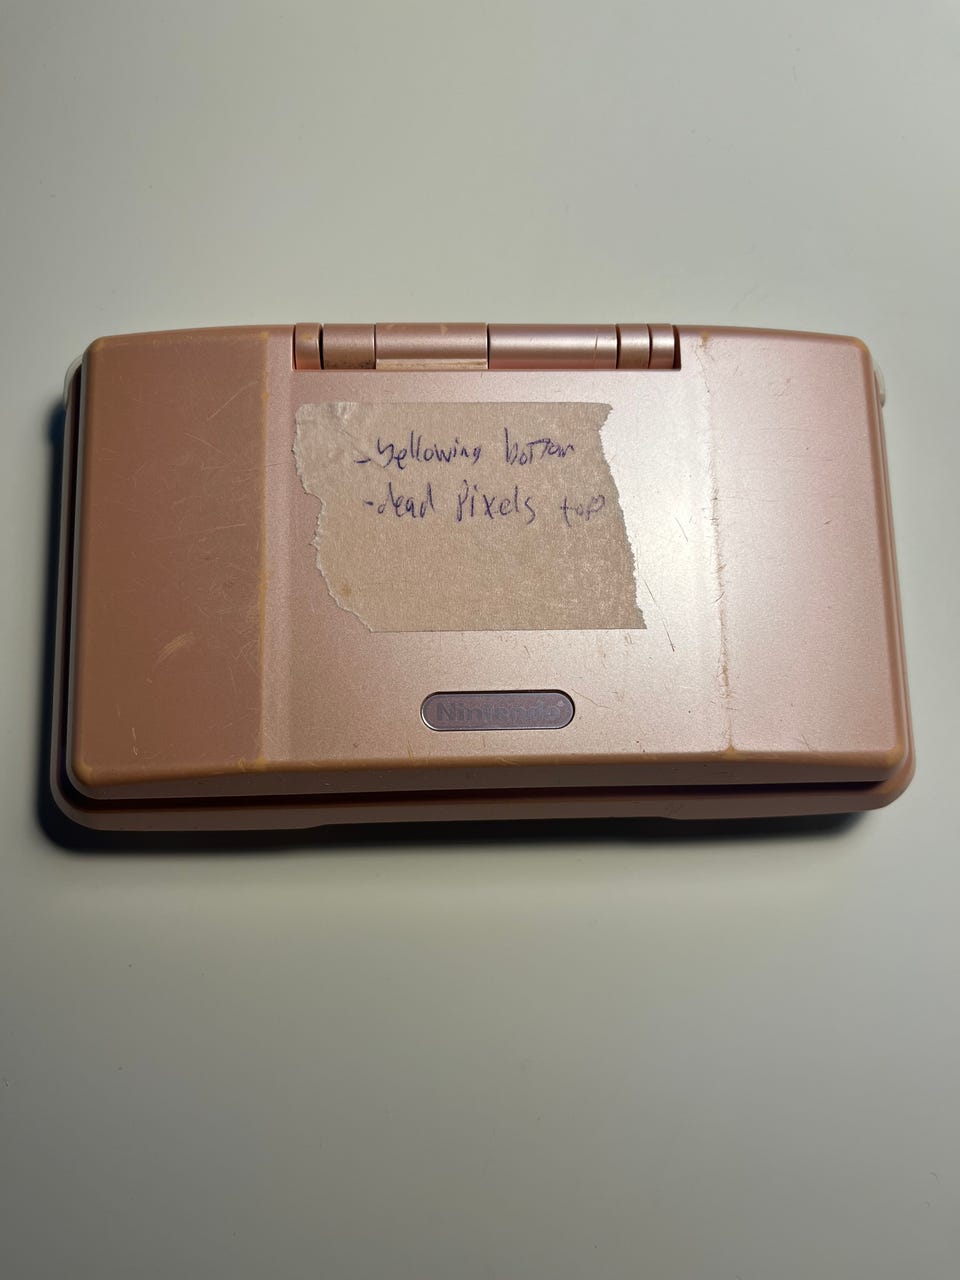 -yellowing bottom
-dead pixels top
Nintendo